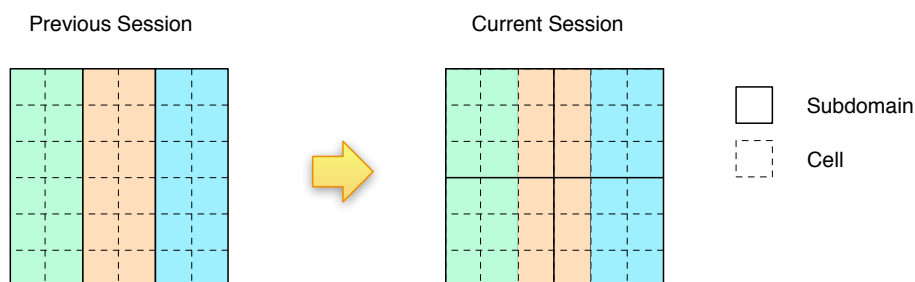 Previous Session
Current Session
Subdomain
Cell